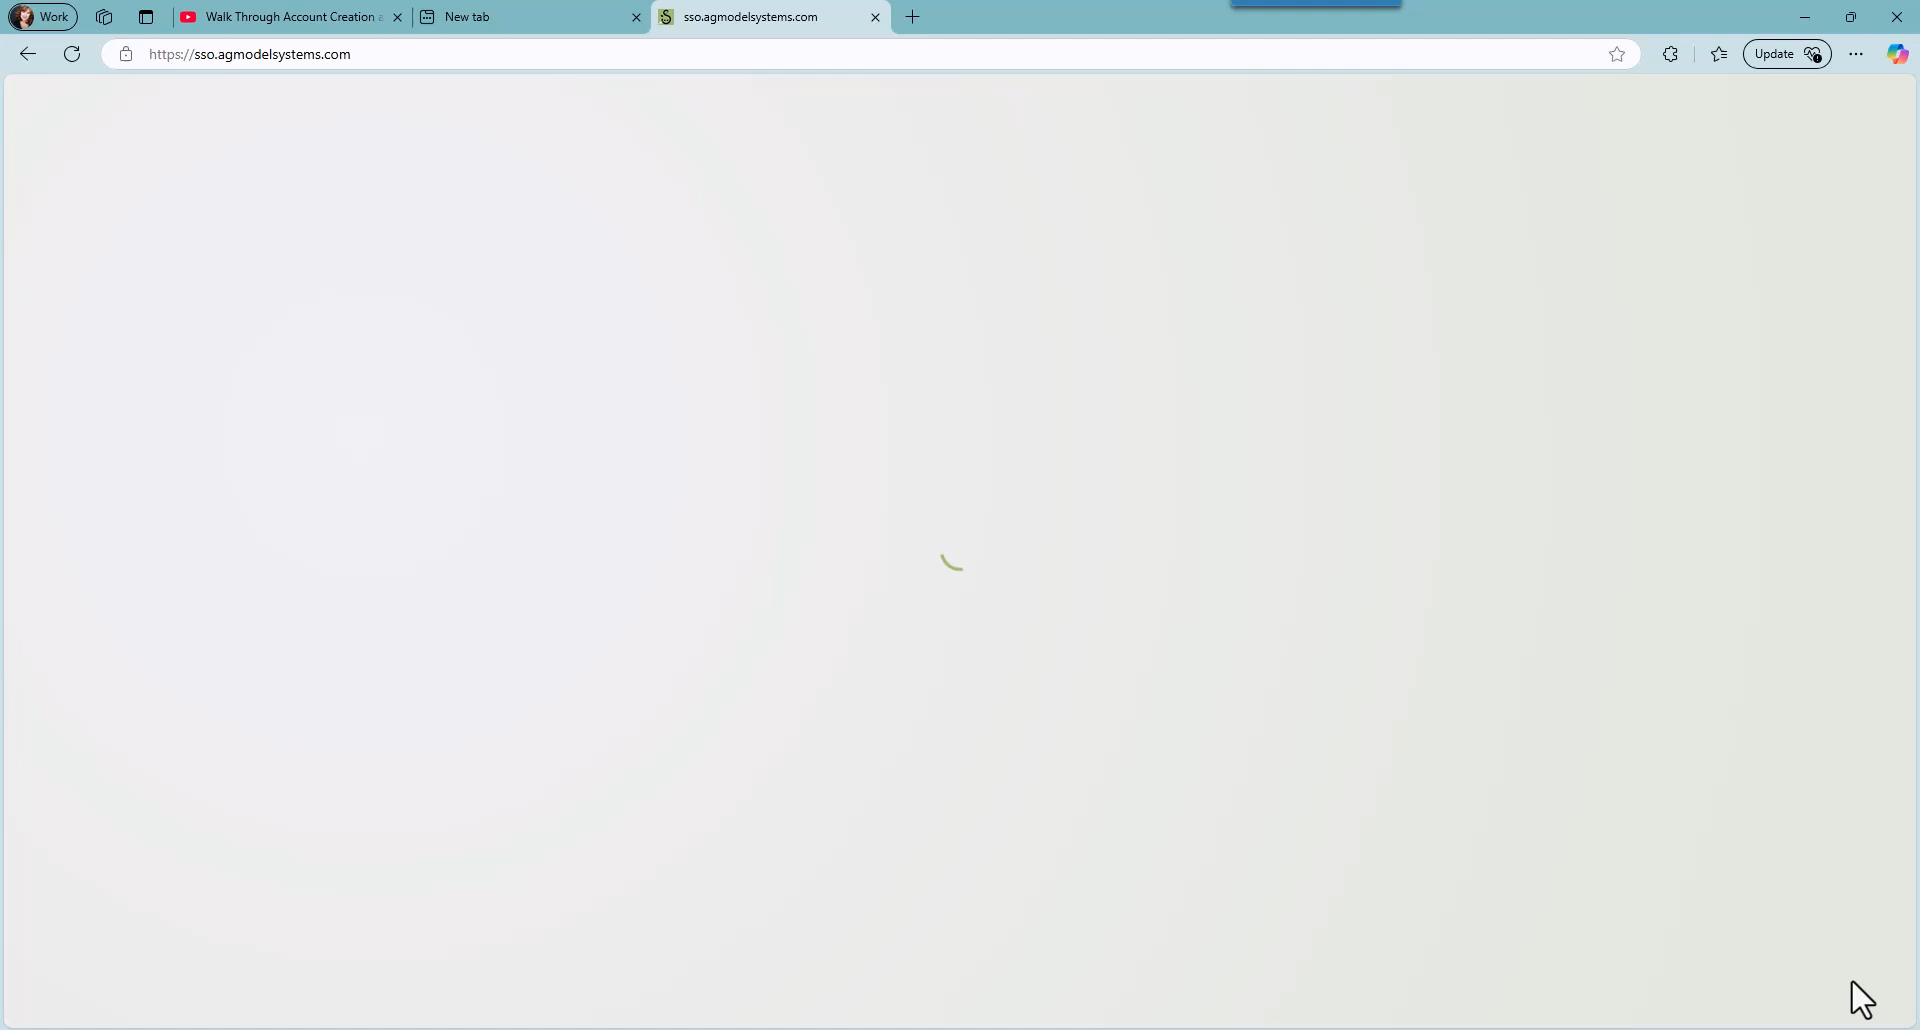 Work
Walk Through Account Creation
New tab
sso.agmodelsystems.com
https://sso.agmodelsystems.com
Update